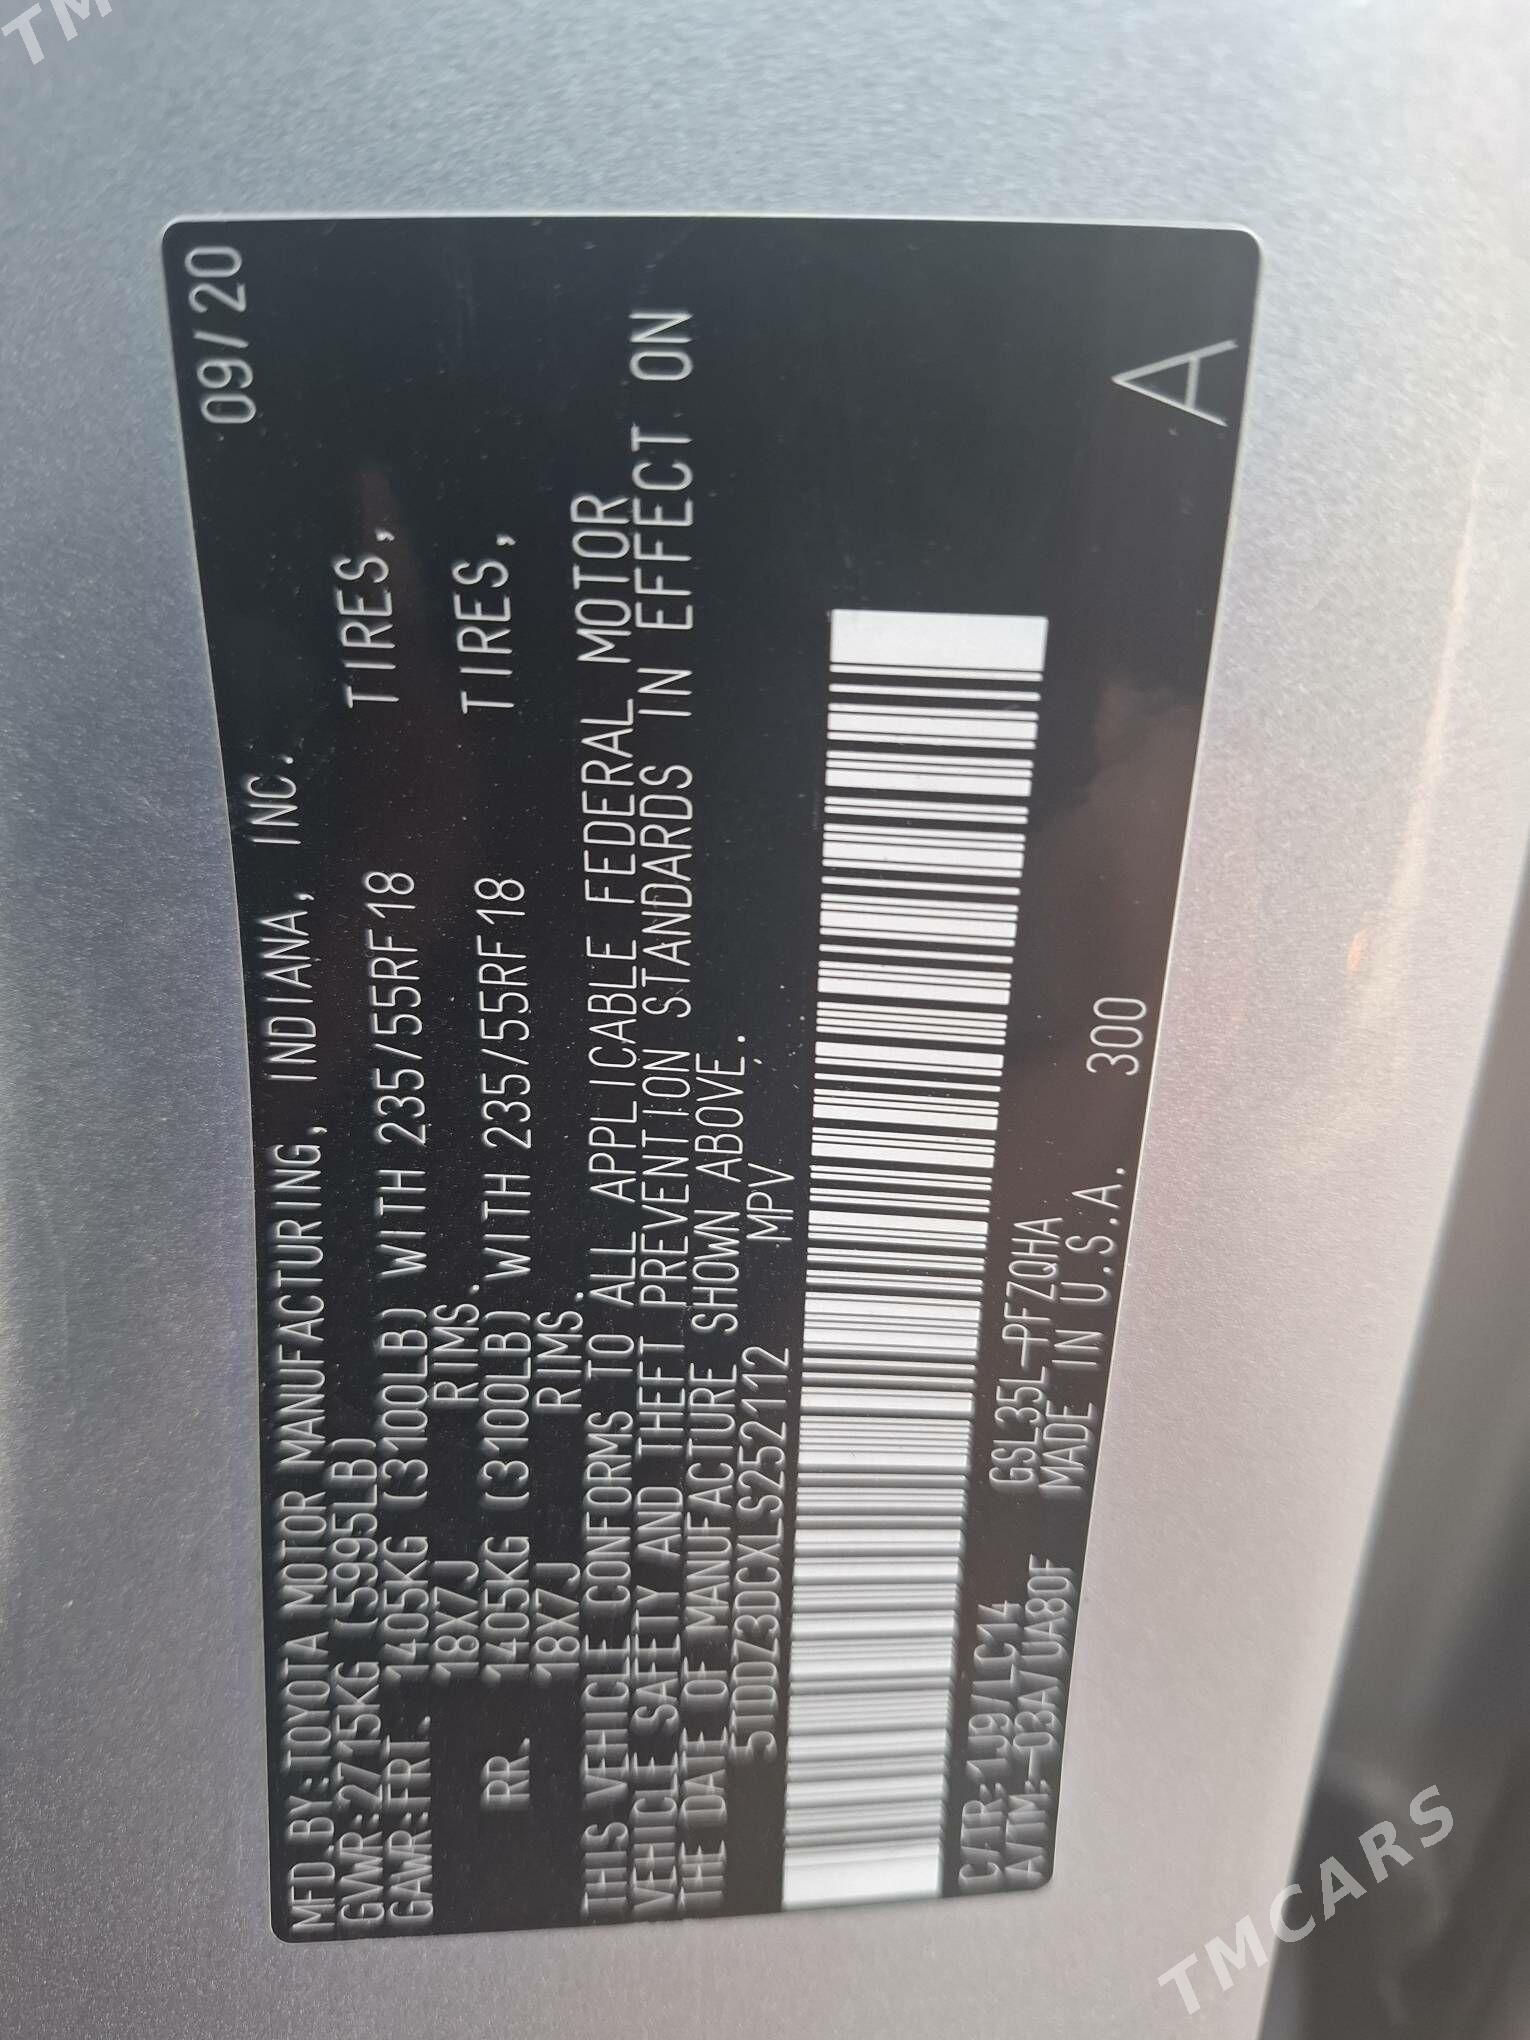 MFD.BY:TOYOTA MOTOR MANUFACTURING, INDIANA, INC. 09/20
GVWR:2715KG (5995LB)
GAWR:FRT. 1405KG (3100LB) WITH 235/55RF18 TIRES,
18X7J RIMS.
RR. 1405KG (3100LB) WITH 235/55RF18 TIRES,
18X7J RIMS.
THIS VEHICLE CONFORMS TO ALL APPLICABLE FEDERAL MOTOR
VEHICLE SAFETY AND THEFT PREVENTION STANDARDS IN EFFECT ON
THE DATE OF MANUFACTURE SHOWN ABOVE.
5TDDZ3DCXLS252112 MPV
C/TR:1J9/LC14 GSL35L-PFZQHA
A/TM:-03A/UA80F MADE IN U.S.A. 300
A
TMCARS
TM